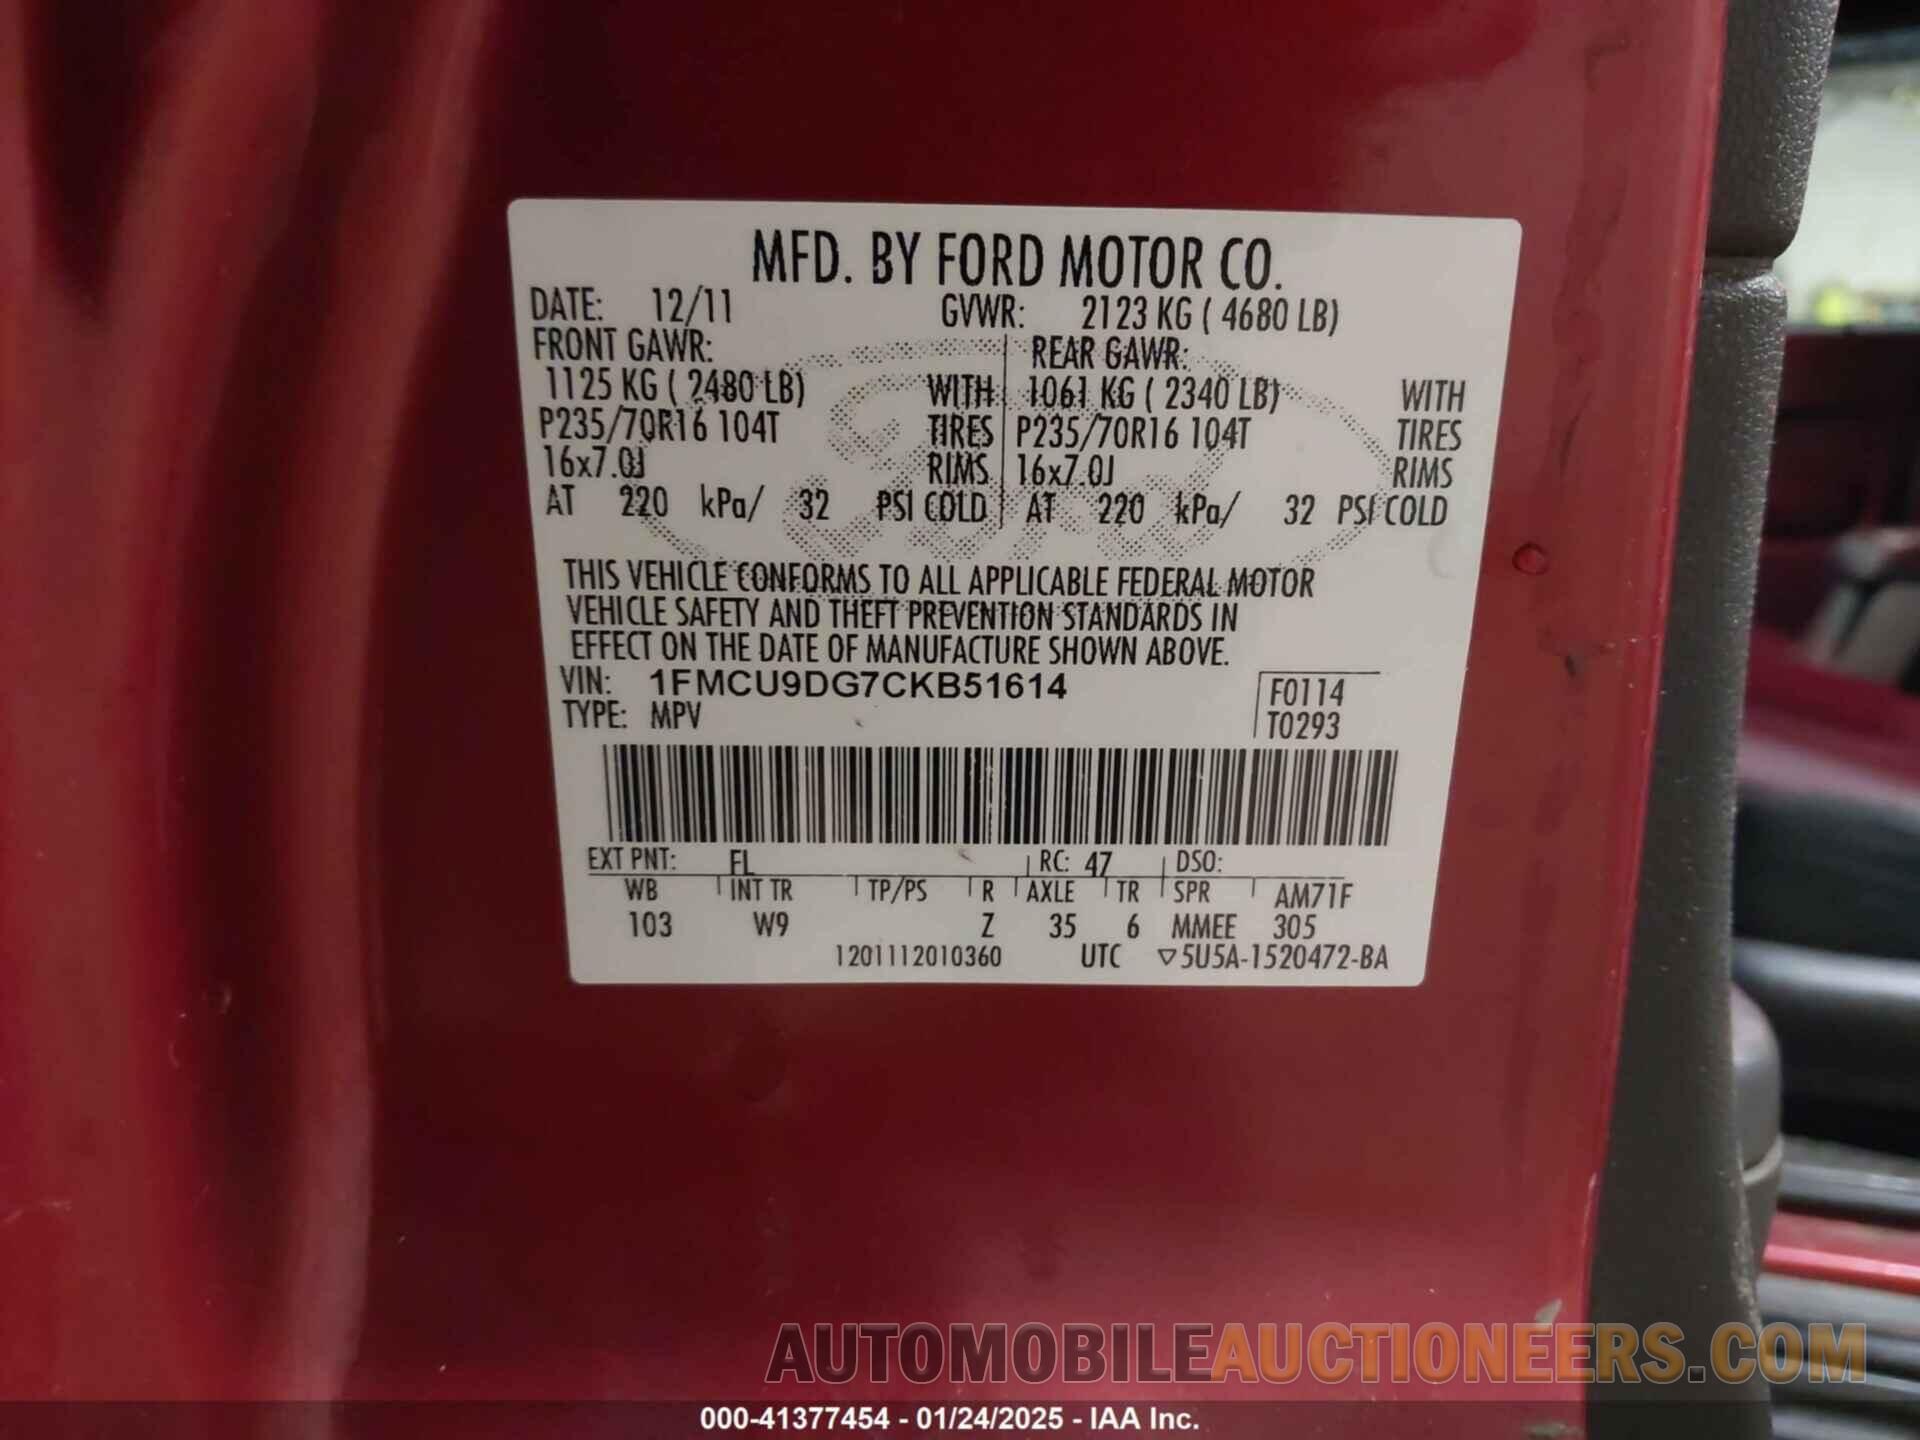 MFD. BY FORD MOTOR CO.
DATE: 12/11 GVWR: 2123 KG ( 4680 LB)
FRONT GAWR: REAR GAWR:
1125 KG ( 2480 LB) WITH 1061 KG ( 2340 LB) WITH
P235/70R16 104T TIRES P235/70R16 104T TIRES
16x7.0J RIMS 16x7.0J RIMS
AT 220 kPa/ 32 PSI COLD AT 220 kPa/ 32 PSI COLD
THIS VEHICLE CONFORMS TO ALL APPLICABLE FEDERAL MOTOR
VEHICLE SAFETY AND THEFT PREVENTION STANDARDS IN
EFFECT ON THE DATE OF MANUFACTURE SHOWN ABOVE.
VIN: 1FMCU9DG7CKB51614 F0114
TYPE: MPV T0293
EXT PNT: FL RC: 47 DSO:
WB INT TR TP/PS R AXLE TR SPR AM71F
103 W9 Z 35 6 MMEE 305
1201112010360 UTC ▽5U5A-1520472-BA
Ford
AUTOMOBILEAUCTIONEERS.COM
000-41377454 - 01/24/2025 - IAA Inc.